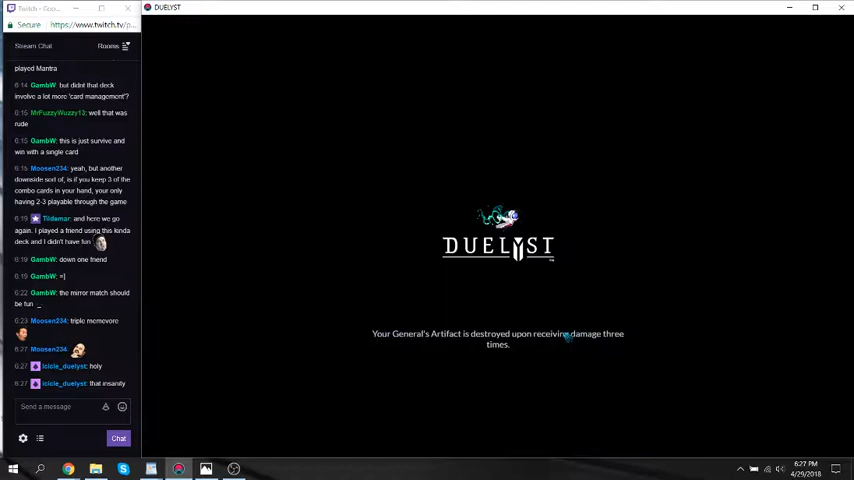 Twitch - Goo...
DUELYST
Secure
https://www.twitch.tv/p...
Stream Chat
Rooms
played Mantra
6:14 GambW: but didnt that deck
involve a lot more 'card management'?
6:15 MrFuzzyWuzzy13: well that was
rude
6:15 GambW: this is just survive and
win with a single card
6:15 Moosen234: yeah, but another
downside sort of, is if you keep 3 of the
combo cards in your hand, your only
having 2-3 playable through the game
6:19 Tildemar: and here we go
again. I played a friend using this kinda
deck and I didn't have fun
6:19 GambW: down one friend
6:19 GambW: =]
6:22 GambW: the mirror match should
be fun _
6:23 Moosen234: triple memevore
6:27 Moosen234:
6:27 icicle_duelyst: holy
6:27 icicle_duelyst: that insanity
Send a message
Chat
DUELYST
Your General's Artifact is destroyed upon receiving damage three
times.
6:27 PM
4/29/2018